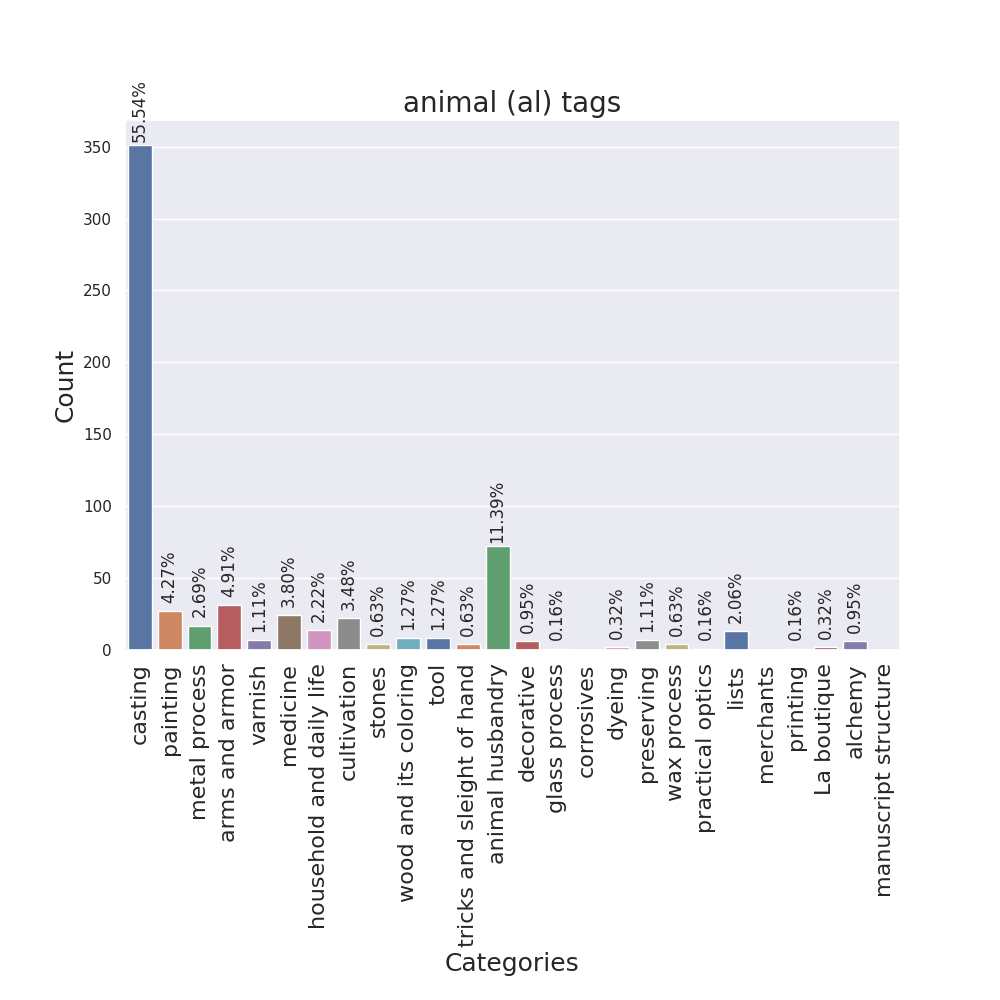 animal (al) tags
Count
350
300
250
200
150
100
50
0
55.54%
4.27%
2.69%
4.91%
1.11%
3.80%
2.22%
3.48%
0.63%
1.27%
1.27%
0.63%
11.39%
0.95%
0.16%
0.32%
1.11%
0.63%
0.16%
2.06%
0.16%
0.32%
0.95%
casting
painting
metal process
arms and armor
varnish
medicine
household and daily life
cultivation
stones
wood and its coloring
tool
tricks and sleight of hand
animal husbandry
decorative
glass process
corrosives
dyeing
preserving
wax process
practical optics
lists
merchants
printing
La boutique
alchemy
manuscript structure
Categories